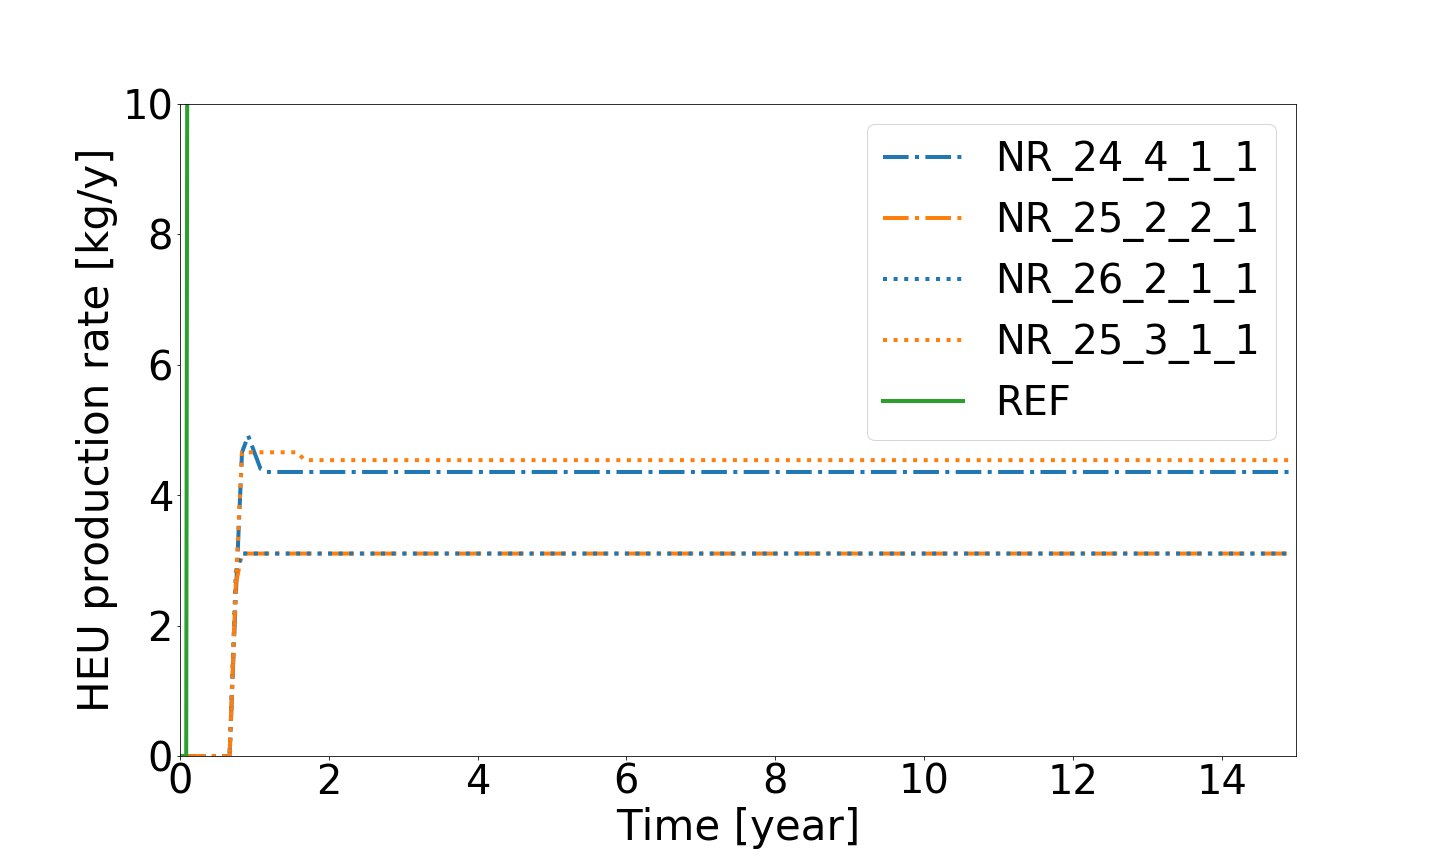 HEU production rate [kg/y]
10
8
6
4
2
0
0 2 4 6 8 10 12 14
Time [year]
NR_24_4_1_1
NR_25_2_2_1
NR_26_2_1_1
NR_25_3_1_1
REF